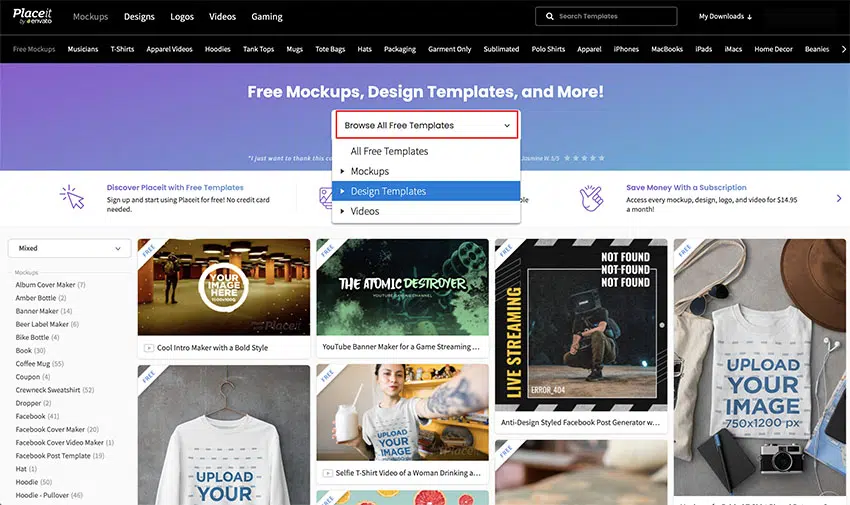 Placeit
by envato
Mockups Designs Logos Videos Gaming
Search Templates
My Downloads
Free Mockups Musicians T-Shirts Apparel Videos Hoodies Tank Tops Mugs Tote Bags Hats Packaging Garment Only Sublimated Polo Shirts Apparel iPhones MacBooks iPads iMacs Home Decor Beanies
Free Mockups, Design Templates, and More!
Browse All Free Templates
All Free Templates
Mockups
Design Templates
Videos
"I just want to thank this cu
Jasmine W. 5/5
Discover Placeit with Free Templates
Sign up and start using Placeit for free! No credit card
needed.
Save Money With a Subscription
Access every mockup, design, logo, and video for $14.95
a month!
Mixed
Mockups
Album Cover Maker (7)
Amber Bottle (2)
Banner Maker (14)
Beer Label Maker (6)
Bike Bottle (4)
Book (30)
Coffee Mug (55)
Coupon (4)
Crewneck Sweatshirt (52)
Dropper (2)
Facebook (41)
Facebook Cover Maker (20)
Facebook Cover Video Maker (1)
Facebook Post Template (19)
Hat (1)
Hoodie (50)
Hoodie - Pullover (46)
FREE
YOUR
IMAGE
HERE
1500x1000px
Placeit
Cool Intro Maker with a Bold Style
FREE
UPLOAD
YOUR
FREE
THE ATOMIC DESTROYER
YOUTUBE GAMING CHANNEL
YouTube Banner Maker for a Game Streaming ...
FREE
UPLOAD
YOUR
IMAGE
Selfie T-Shirt Video of a Woman Drinking a...
FREE
FREE
NOT FOUND
NOT FOUND
NOT FOUND
LIVE STREAMING
ERROR_404
Anti-Design Styled Facebook Post Generator w...
FREE
FREE
UPLOAD
YOUR
IMAGE
750x1200 px